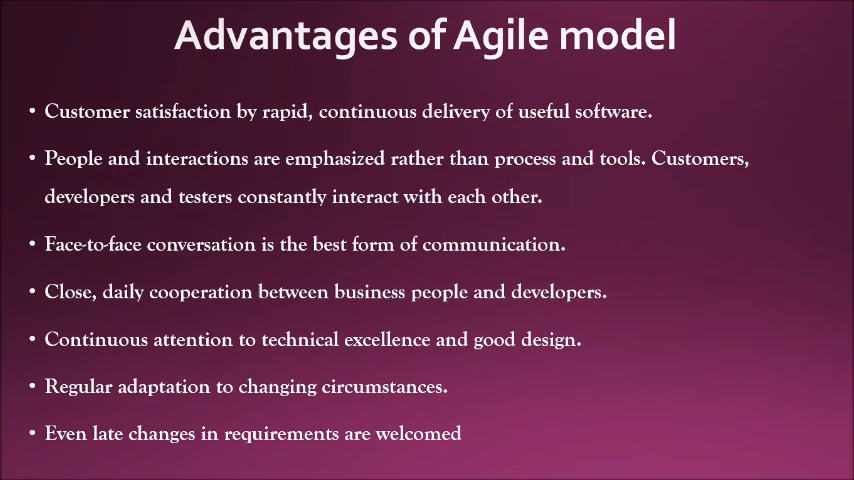 Advantages of Agile model
• Customer satisfaction by rapid, continuous delivery of useful software.
• People and interactions are emphasized rather than process and tools. Customers,
developers and testers constantly interact with each other.
• Face-to-face conversation is the best form of communication.
• Close, daily cooperation between business people and developers.
• Continuous attention to technical excellence and good design.
• Regular adaptation to changing circumstances.
• Even late changes in requirements are welcomed